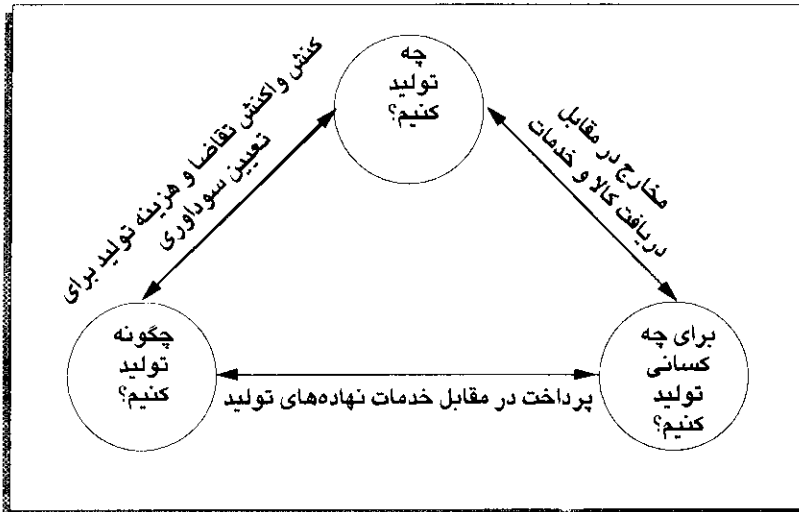 چه
تولید
کنیم؟
کنش و واکنش تقاضا و هزینه تولید برای
تعیین سوداوری
مخارج در مقابل
دریافت کالا و خدمات
چگونه
تولید
کنیم؟
برای چه
کسانی
تولید
کنیم؟
پرداخت در مقابل خدمات نهاده‌های تولید